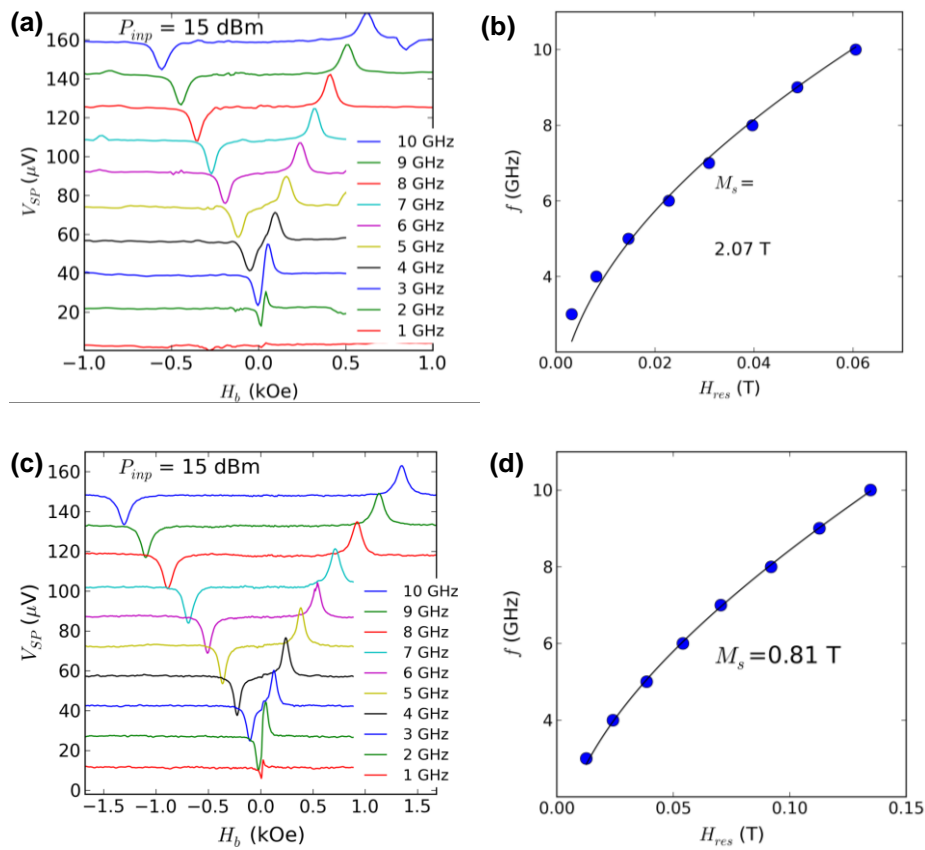 (a)
P_inp = 15 dBm
160
140
120
100
80
60
40
20
V_SP (μV)
10 GHz
9 GHz
8 GHz
7 GHz
6 GHz
5 GHz
4 GHz
3 GHz
2 GHz
1 GHz
−1.0 −0.5 0.0 0.5 1.0
H_b (kOe)
(b)
10
8
6
4
f (GHz)
M_s =
2.07 T
0.00 0.02 0.04 0.06
H_res (T)
(c)
P_inp = 15 dBm
160
140
120
100
80
60
40
20
0
V_SP (μV)
10 GHz
9 GHz
8 GHz
7 GHz
6 GHz
5 GHz
4 GHz
3 GHz
2 GHz
1 GHz
−1.5 −1.0 −0.5 0.0 0.5 1.0 1.5
H_b (kOe)
(d)
10
8
6
4
f (GHz)
M_s=0.81 T
0.00 0.05 0.10 0.15
H_res (T)